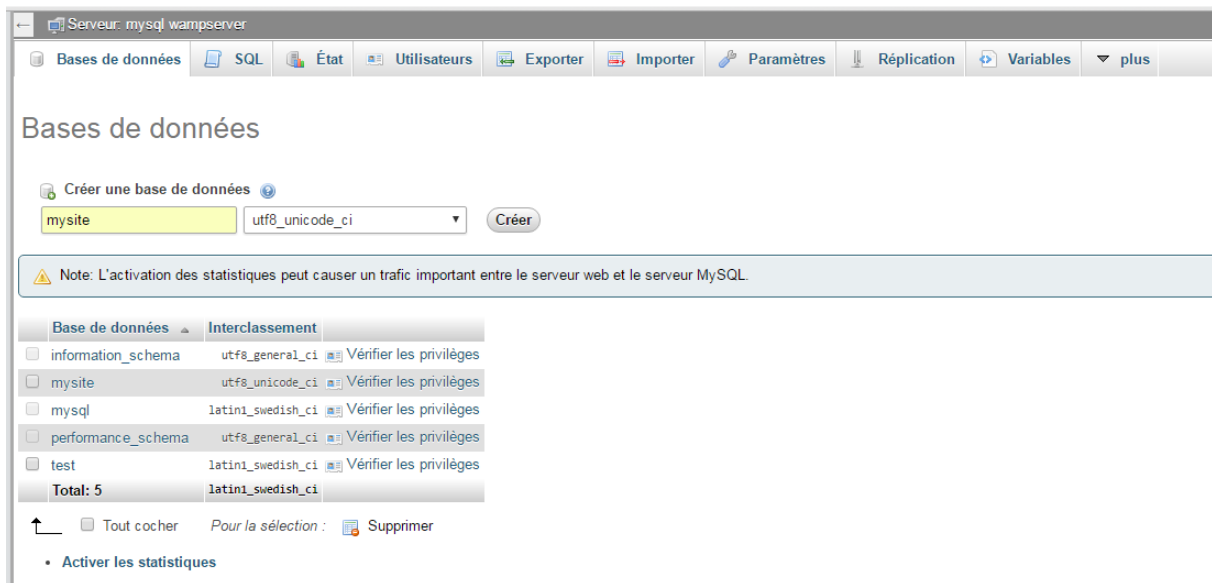 Serveur: mysql wampserver
Bases de données SQL État Utilisateurs Exporter Importer Paramètres Réplication Variables plus
Bases de données
Créer une base de données
mysite utf8_unicode_ci Créer
Note: L'activation des statistiques peut causer un trafic important entre le serveur web et le serveur MySQL.
Base de données Interclassement
information_schema utf8_general_ci Vérifier les privilèges
mysite utf8_unicode_ci Vérifier les privilèges
mysql latin1_swedish_ci Vérifier les privilèges
performance_schema utf8_general_ci Vérifier les privilèges
test latin1_swedish_ci Vérifier les privilèges
Total: 5 latin1_swedish_ci
Tout cocher Pour la sélection : Supprimer
Activer les statistiques